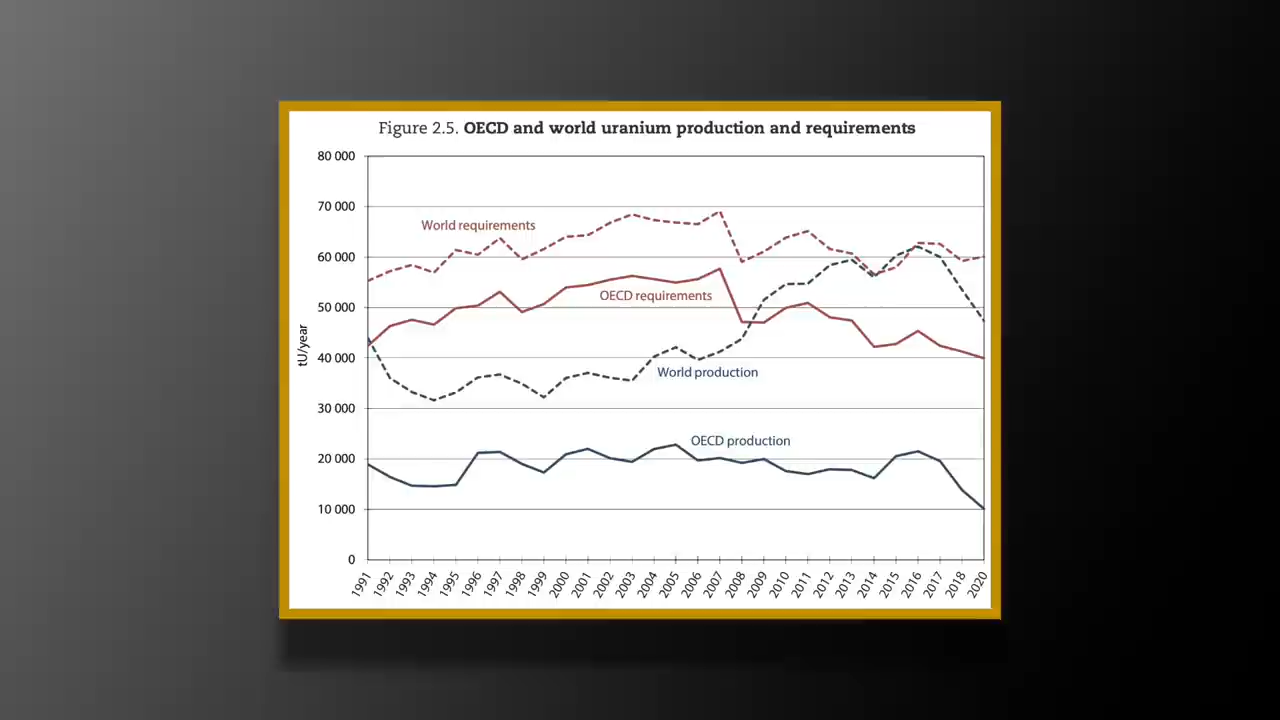 Figure 2.5. OECD and world uranium production and requirements
80 000
70 000
World requirements
60 000
OECD requirements
50 000
tU/year
40 000
World production
30 000
OECD production
20 000
10 000
0
1991 1992 1993 1994 1995 1996 1997 1998 1999 2000 2001 2002 2003 2004 2005 2006 2007 2008 2009 2010 2011 2012 2013 2014 2015 2016 2017 2018 2020